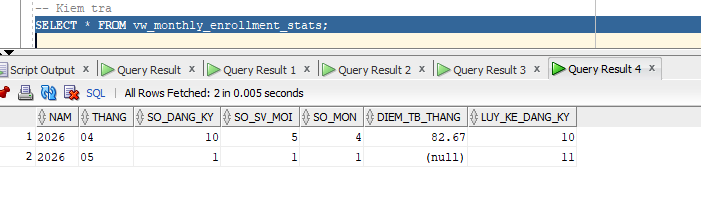 -- Kiem tra
SELECT * FROM vw_monthly_enrollment_stats;
Script Output x Query Result x Query Result 1 x Query Result 2 x Query Result 3 x Query Result 4 x
SQL | All Rows Fetched: 2 in 0.005 seconds
NAM THANG SO_DANG_KY SO_SV_MOI SO_MON DIEM_TB_THANG LUY_KE_DANG_KY
1 2026 04 10 5 4 82.67 10
2 2026 05 1 1 1 (null) 11